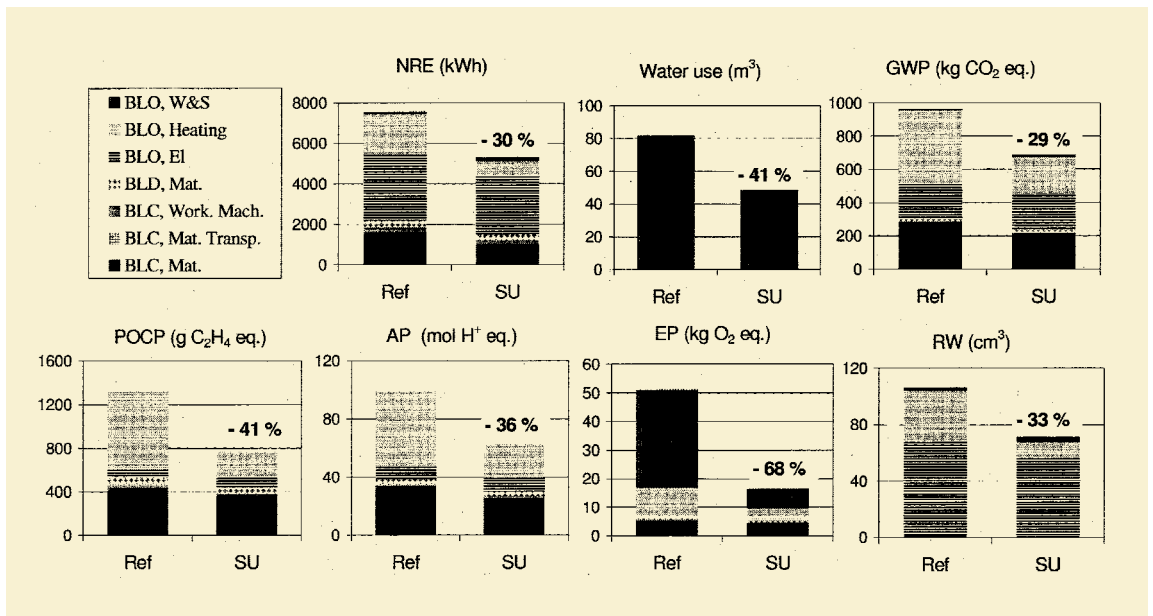 BLO, W&S
BLO, Heating
BLO, El
BLD, Mat.
BLC, Work. Mach.
BLC, Mat. Transp.
BLC, Mat.
NRE (kWh)
8000
6000
4000
2000
0
- 30 %
Ref SU
Water use (m³)
100
80
60
40
20
0
- 41 %
Ref SU
GWP (kg CO₂ eq.)
1000
800
600
400
200
0
- 29 %
Ref SU
POCP (g C₂H₄ eq.)
1600
1200
800
400
0
- 41 %
Ref SU
AP (mol H⁺ eq.)
120
80
40
0
- 36 %
Ref SU
EP (kg O₂ eq.)
60
50
40
30
20
10
0
- 68 %
Ref SU
RW (cm³)
120
80
40
0
- 33 %
Ref SU